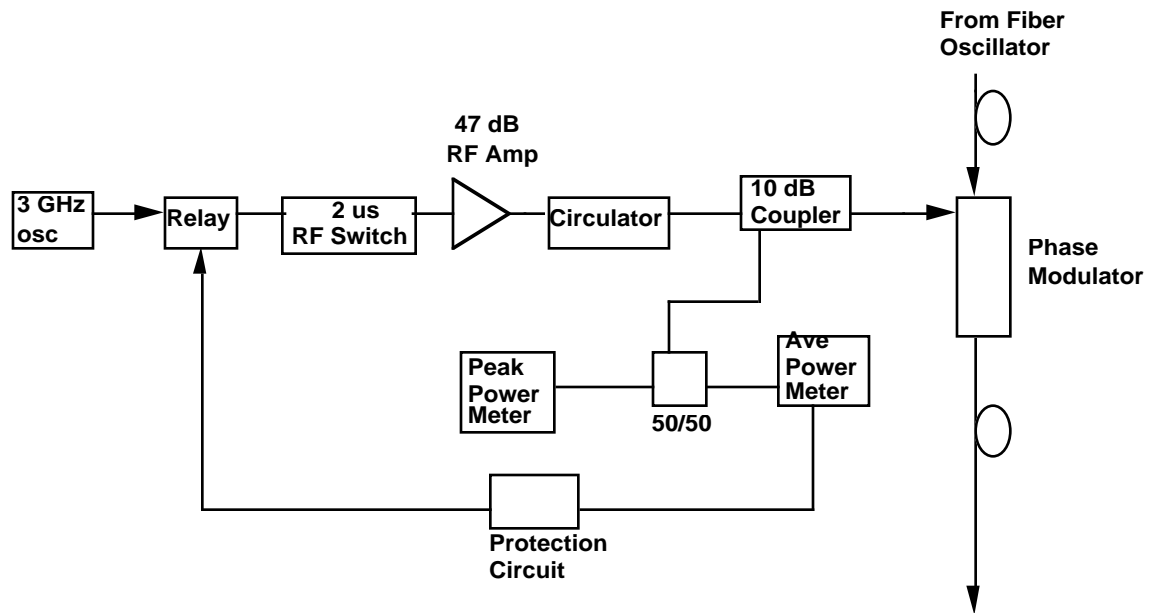 From Fiber
Oscillator
47 dB
RF Amp
3 GHz
osc
Relay
2 us
RF Switch
Circulator
10 dB
Coupler
Phase
Modulator
Peak
Power
Meter
50/50
Ave
Power
Meter
Protection
Circuit